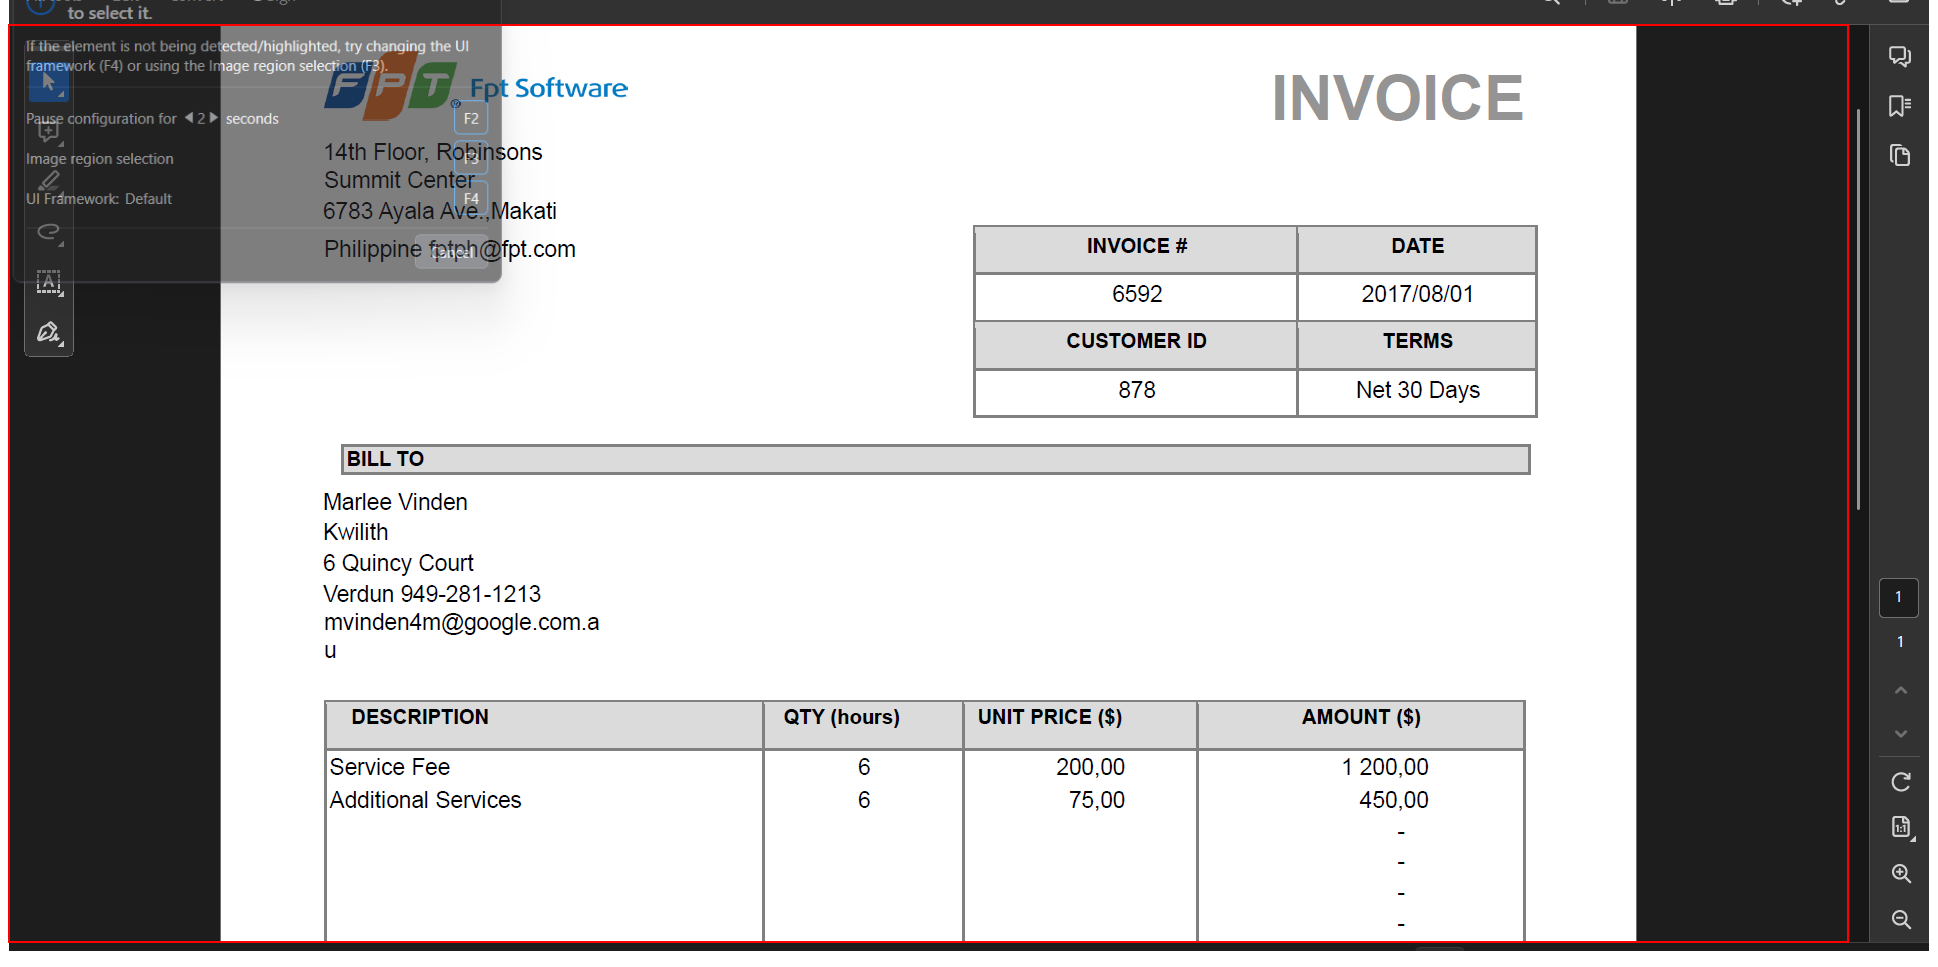 to select it.
If the element is not being detected/highlighted, try changing the UI
framework (F4) or using the Image region selection (F3).
Pause configuration for 2 seconds F2
Image region selection F3
UI Framework: Default F4
Cancel
FPT
Fpt Software
INVOICE
14th Floor, Robinsons
Summit Center
6783 Ayala Ave.,Makati
Philippine fptph@fpt.com
INVOICE # DATE
6592 2017/08/01
CUSTOMER ID TERMS
878 Net 30 Days
BILL TO
Marlee Vinden
Kwilith
6 Quincy Court
Verdun 949-281-1213
mvinden4m@google.com.a
u
DESCRIPTION QTY (hours) UNIT PRICE ($) AMOUNT ($)
Service Fee 6 200,00 1 200,00
Additional Services 6 75,00 450,00
-
-
-
-
1
1
1:1